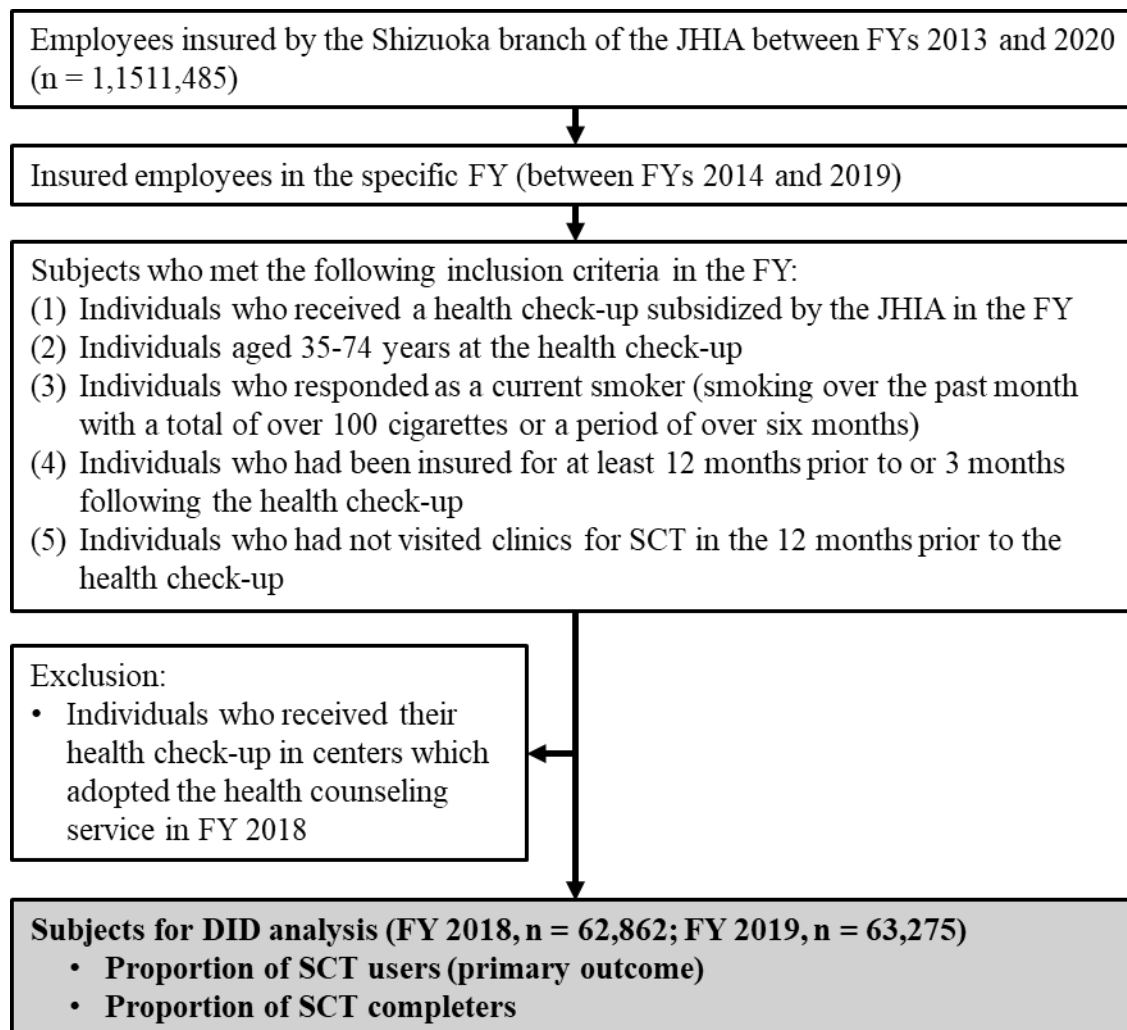 Employees insured by the Shizuoka branch of the JHIA between FYs 2013 and 2020
(n = 1,1511,485)
Insured employees in the specific FY (between FYs 2014 and 2019)
Subjects who met the following inclusion criteria in the FY:
(1) Individuals who received a health check-up subsidized by the JHIA in the FY
(2) Individuals aged 35-74 years at the health check-up
(3) Individuals who responded as a current smoker (smoking over the past month
with a total of over 100 cigarettes or a period of over six months)
(4) Individuals who had been insured for at least 12 months prior to or 3 months
following the health check-up
(5) Individuals who had not visited clinics for SCT in the 12 months prior to the
health check-up
Exclusion:
• Individuals who received their
health check-up in centers which
adopted the health counseling
service in FY 2018
Subjects for DID analysis (FY 2018, n = 62,862; FY 2019, n = 63,275)
• Proportion of SCT users (primary outcome)
• Proportion of SCT completers